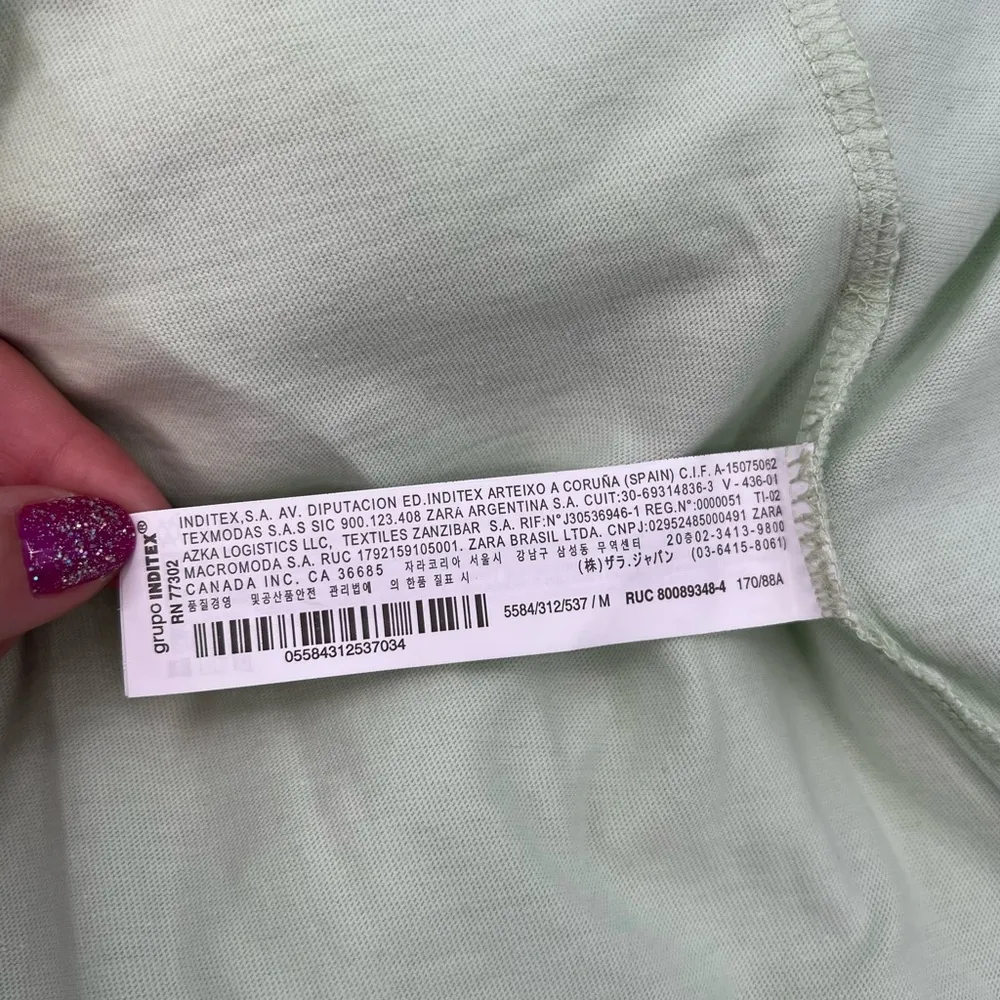 grupo INDITEX®
RN 77302
INDITEX,S.A. AV. DIPUTACION ED.INDITEX ARTEIXO A CORUÑA (SPAIN) C.I.F. A-15075062
TEXMODAS S.A.S SIC 900.123.408 ZARA ARGENTINA S.A. CUIT:30-69314836-3 V-436-01
AZKA LOGISTICS LLC, TEXTILES ZANZIBAR S.A. RIF:N°J30536946-1 REG.N°:0000051 TI-02
MACROMODA S.A. RUC 1792159105001. ZARA BRASIL LTDA. CNPJ:02952485000491 ZARA
CANADA INC. CA 36685 자라코리아 서울시 강남구 삼성동 무역센터 20층02-3413-9800
품질경영 및공산품안전 관리법에 의한품질표시 (株)ザラ.ジャパン (03-6415-8061)
5584/312/537 / M RUC 80089348-4 170/88A
05584312537034